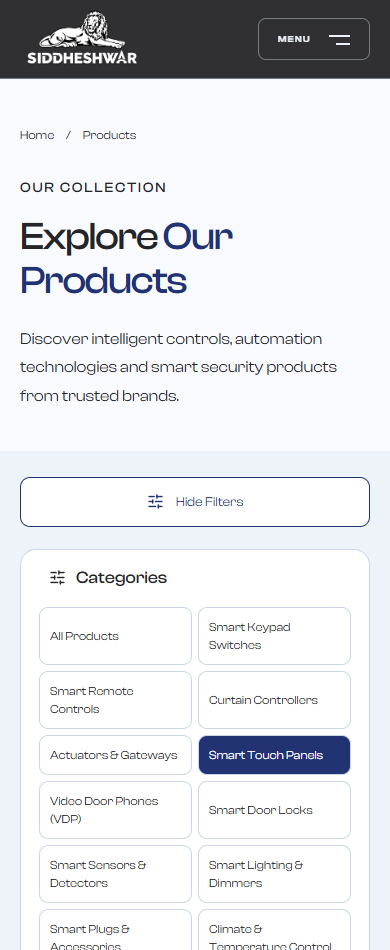 SIDDHESHWAR
MENU
Home / Products
OUR COLLECTION
Explore Our
Products
Discover intelligent controls, automation
technologies and smart security products
from trusted brands.
Hide Filters
Categories
All Products
Smart Keypad
Switches
Smart Remote
Controls
Curtain Controllers
Actuators & Gateways
Smart Touch Panels
Video Door Phones
(VDP)
Smart Door Locks
Smart Sensors &
Detectors
Smart Lighting &
Dimmers
Smart Plugs &
Accessories
Climate &
Temperature Control